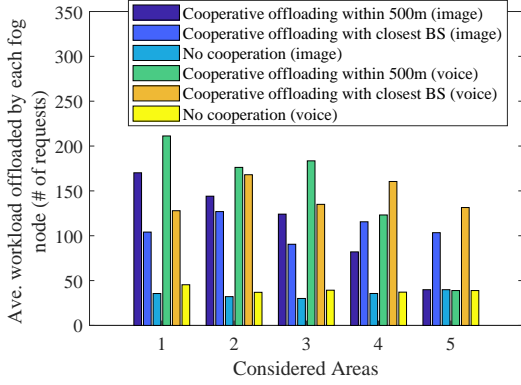 350
300
250
200
150
100
50
0
Ave. workload offloaded by each fog
node (# of requests)
Cooperative offloading within 500m (image)
Cooperative offloading with closest BS (image)
No cooperation (image)
Cooperative offloading within 500m (voice)
Cooperative offloading with closest BS (voice)
No cooperation (voice)
1 2 3 4 5
Considered Areas